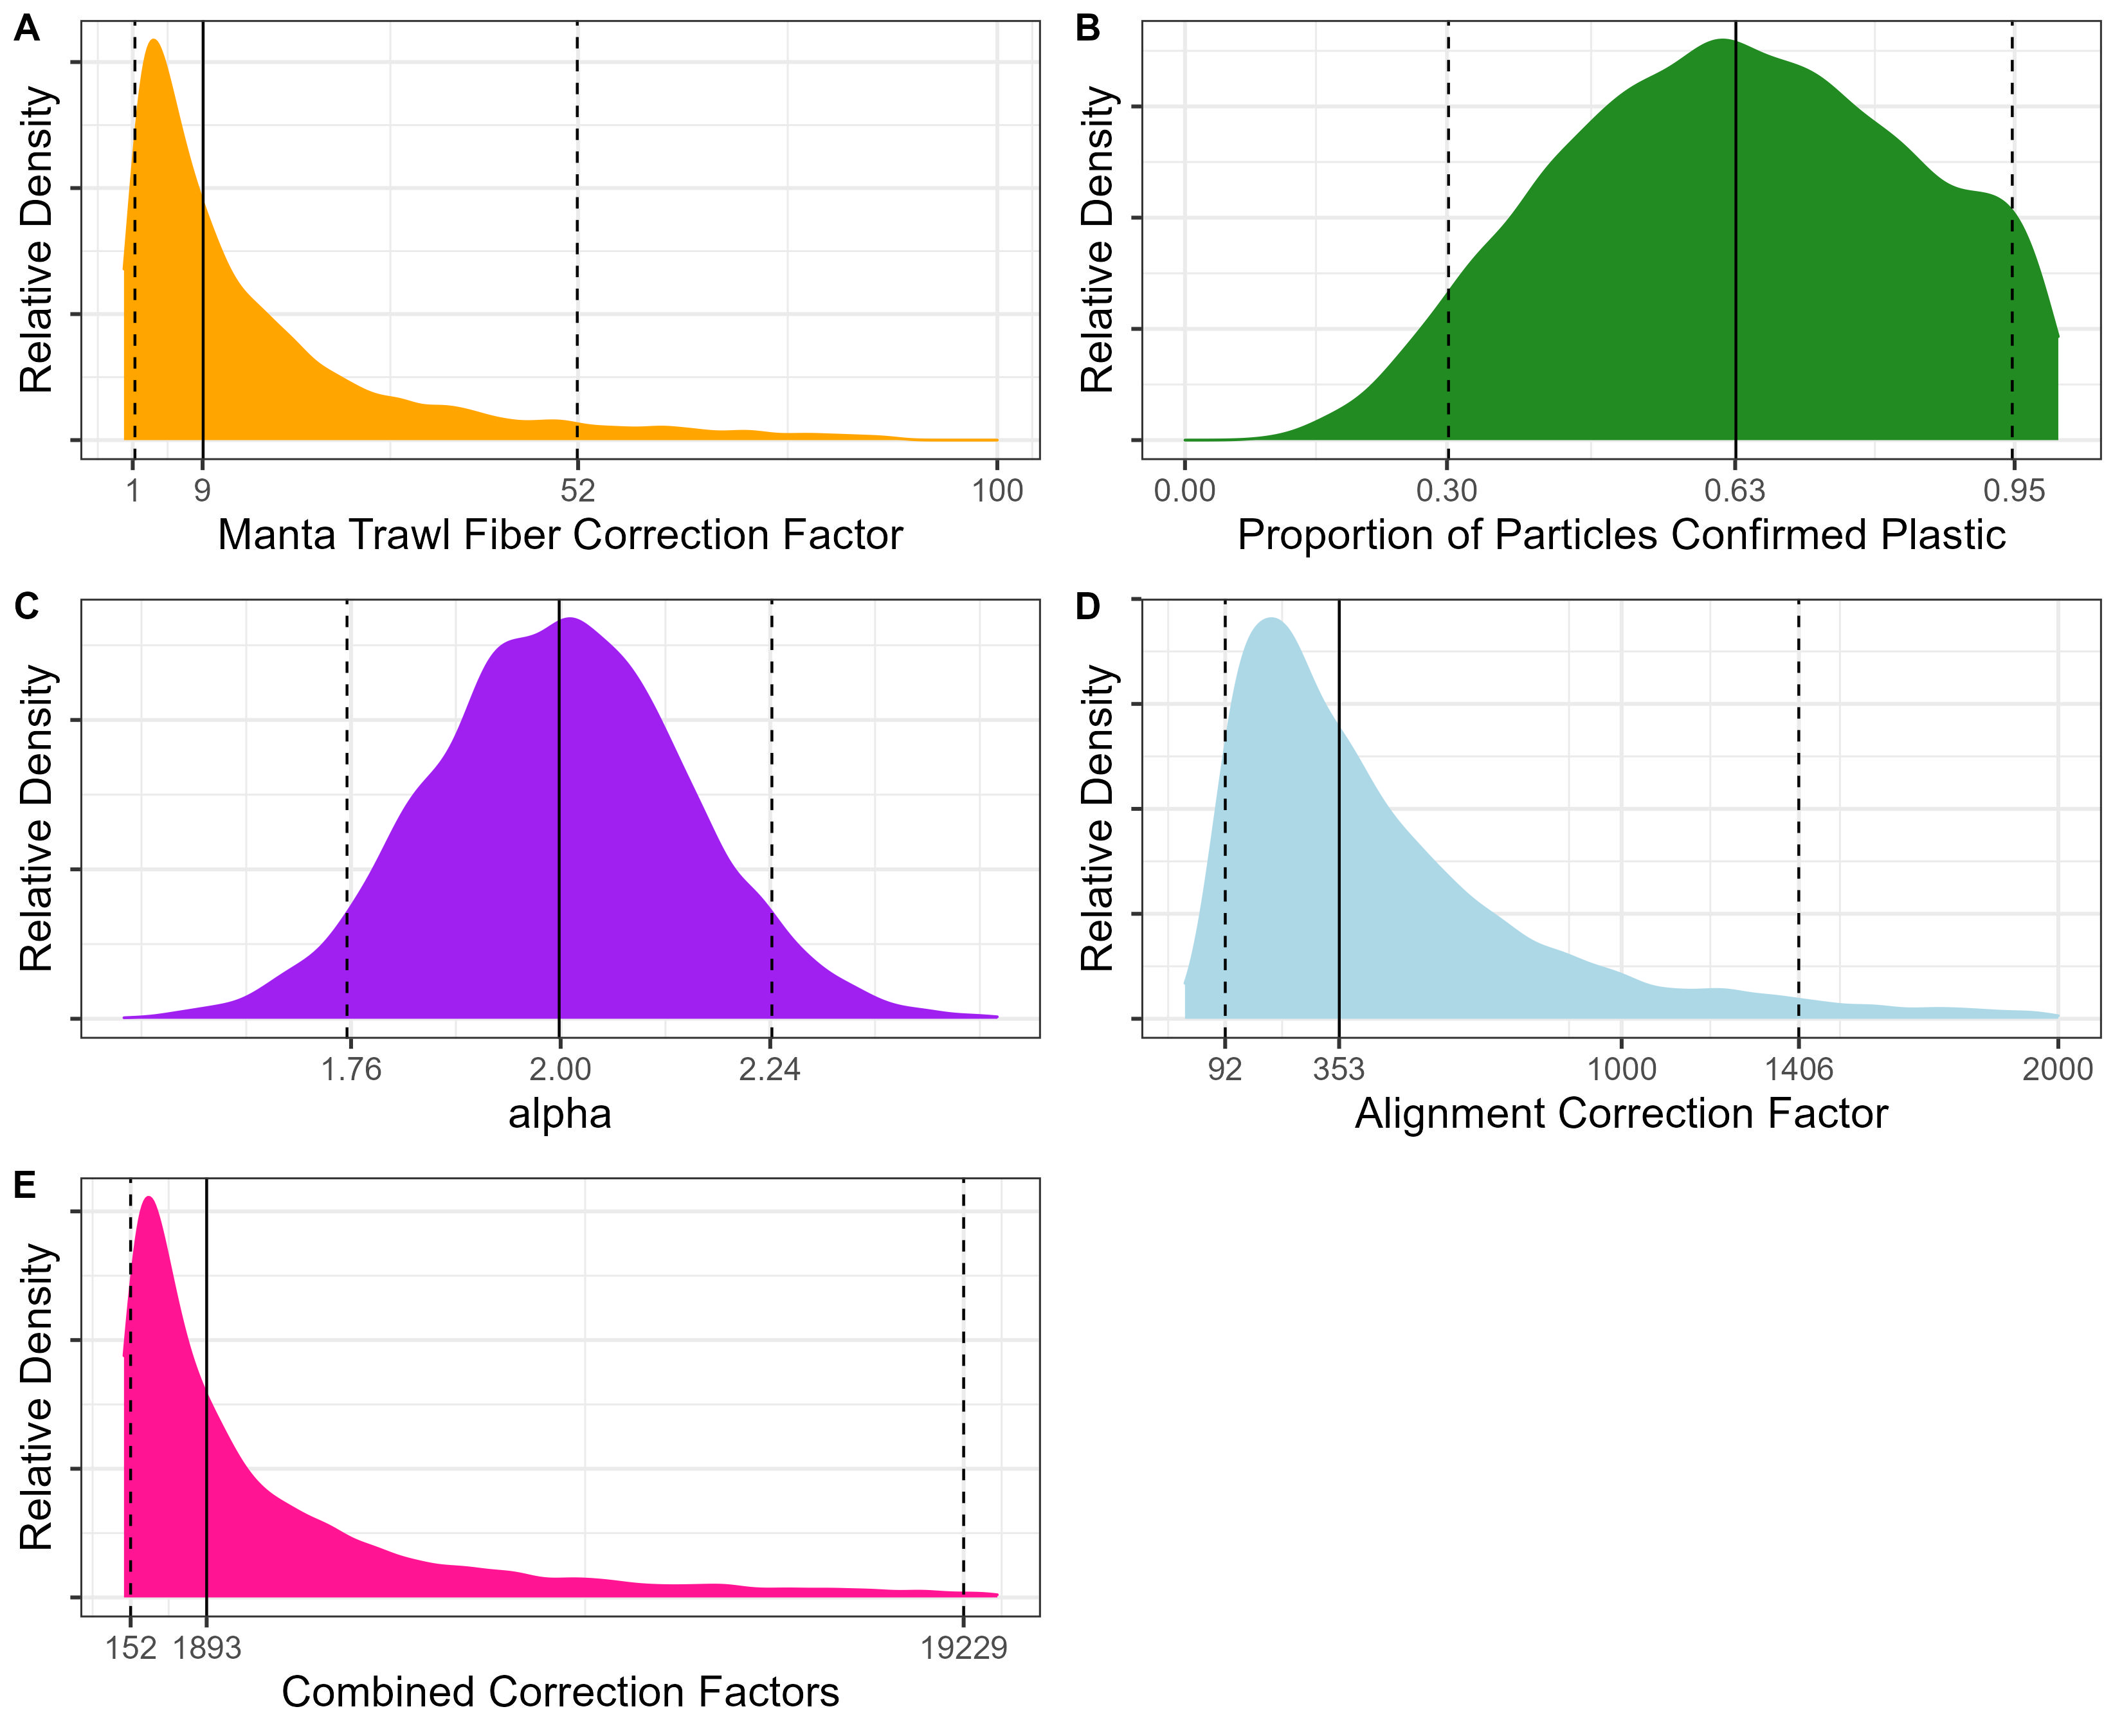 A
Relative Density
1 9 52 100
Manta Trawl Fiber Correction Factor
B
Relative Density
0.00 0.30 0.63 0.95
Proportion of Particles Confirmed Plastic
C
Relative Density
1.76 2.00 2.24
alpha
D
Relative Density
92 353 1000 1406 2000
Alignment Correction Factor
E
Relative Density
152 1893 19229
Combined Correction Factors